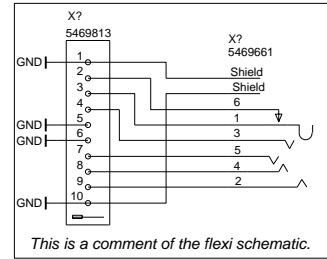 X?
5469813
X?
5469661
GND
1
Shield
2
Shield
3
6
4
1
GND
5
3
GND
6
7
5
8
4
9
2
GND
10
This is a comment of the flexi schematic.